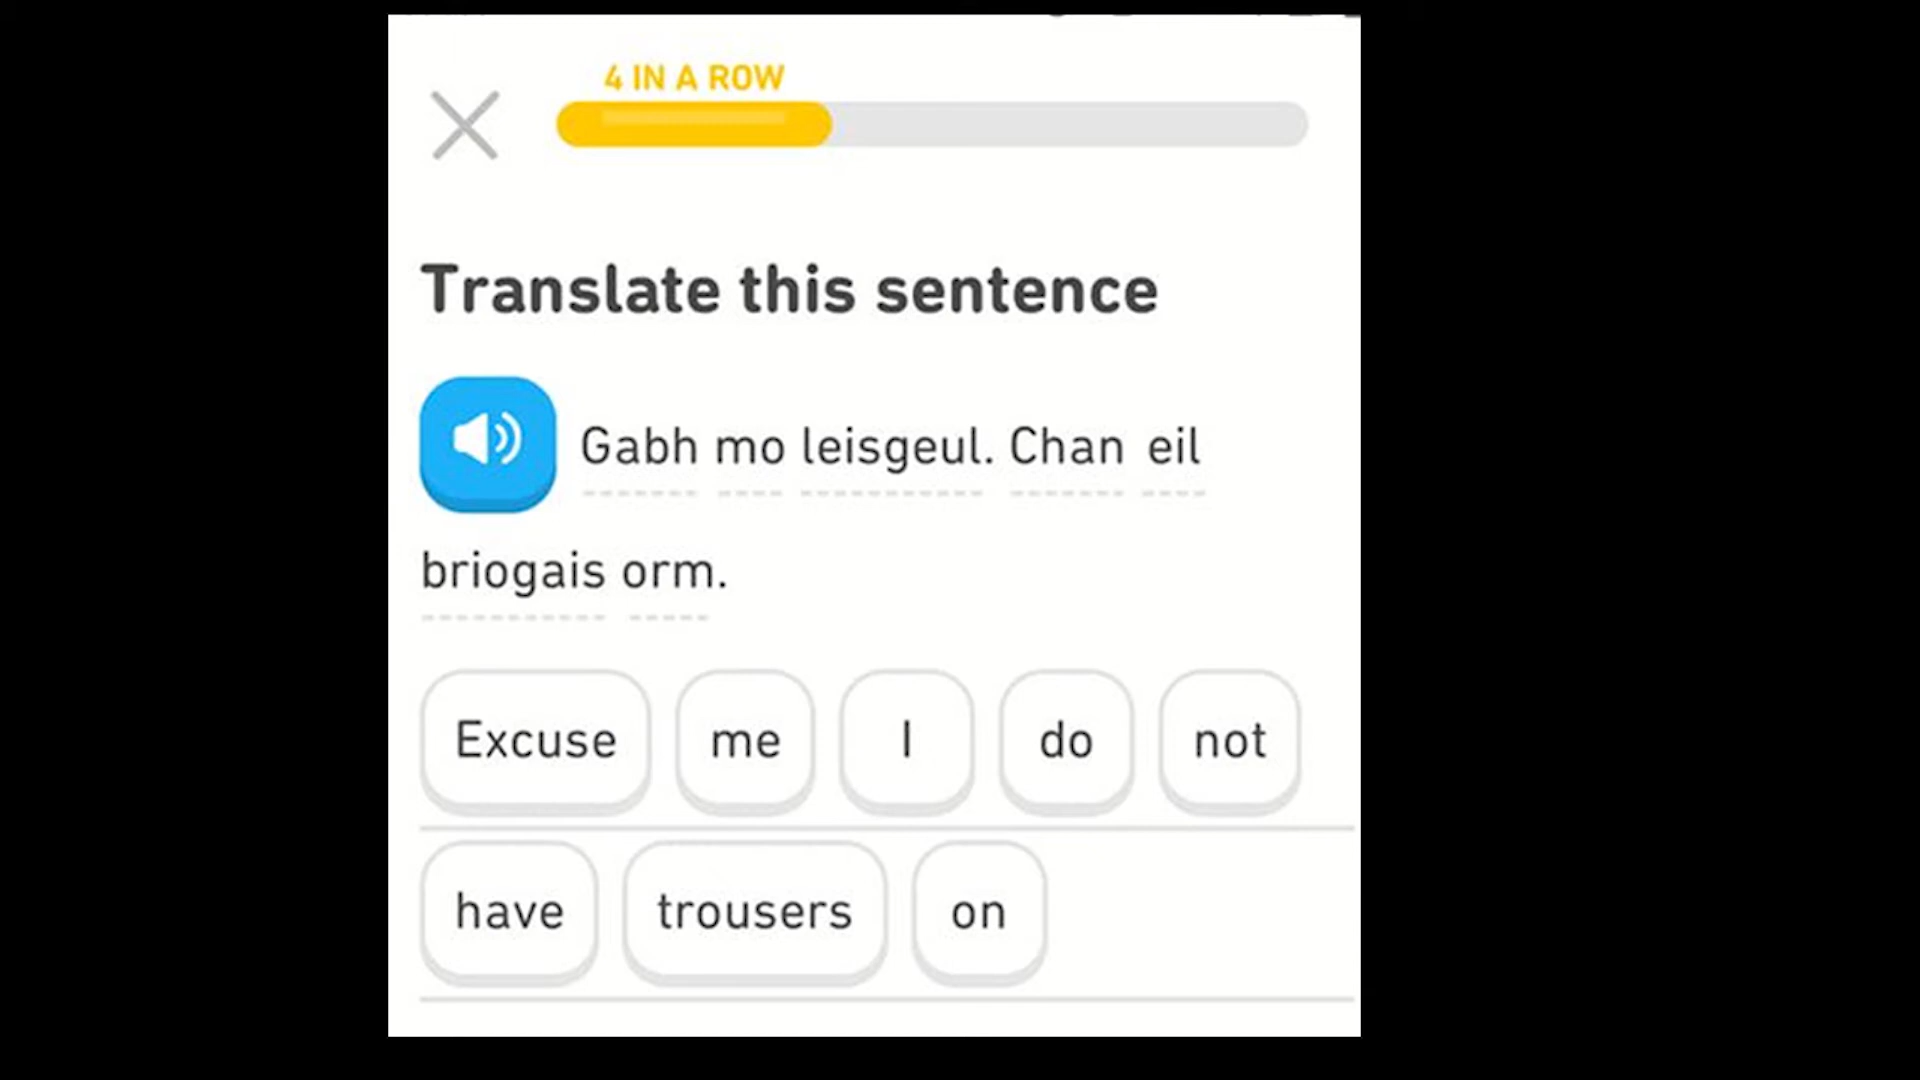 4 IN A ROW
Translate this sentence
Gabh mo leisgeul. Chan eil
briogais orm.
Excuse me I do not
have trousers on